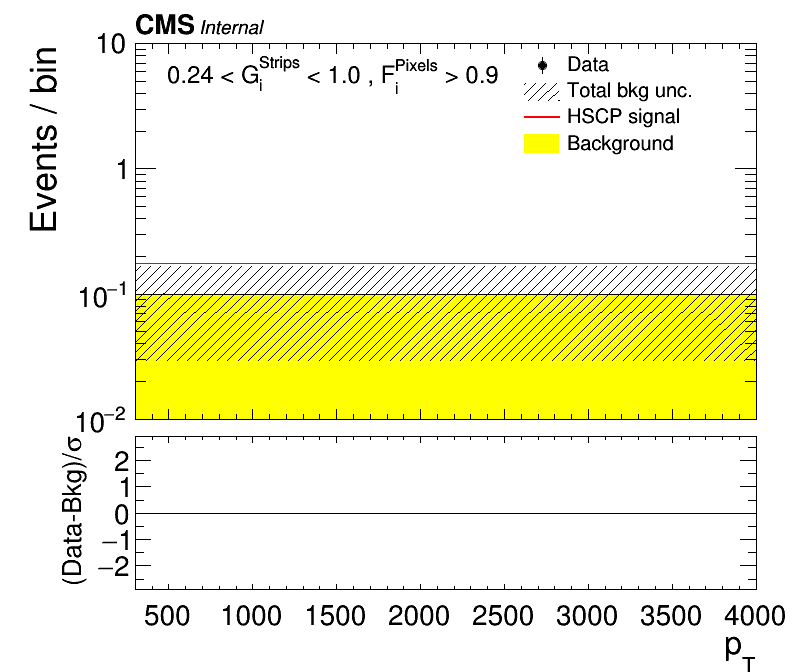 CMS Internal
0.24 < G_i^Strips < 1.0 , F_i^Pixels > 0.9
Data
Total bkg unc.
HSCP signal
Background
Events / bin
10
1
10^−1
10^−2
(Data-Bkg)/σ
2
1
0
−1
−2
500 1000 1500 2000 2500 3000 3500 4000
p_T